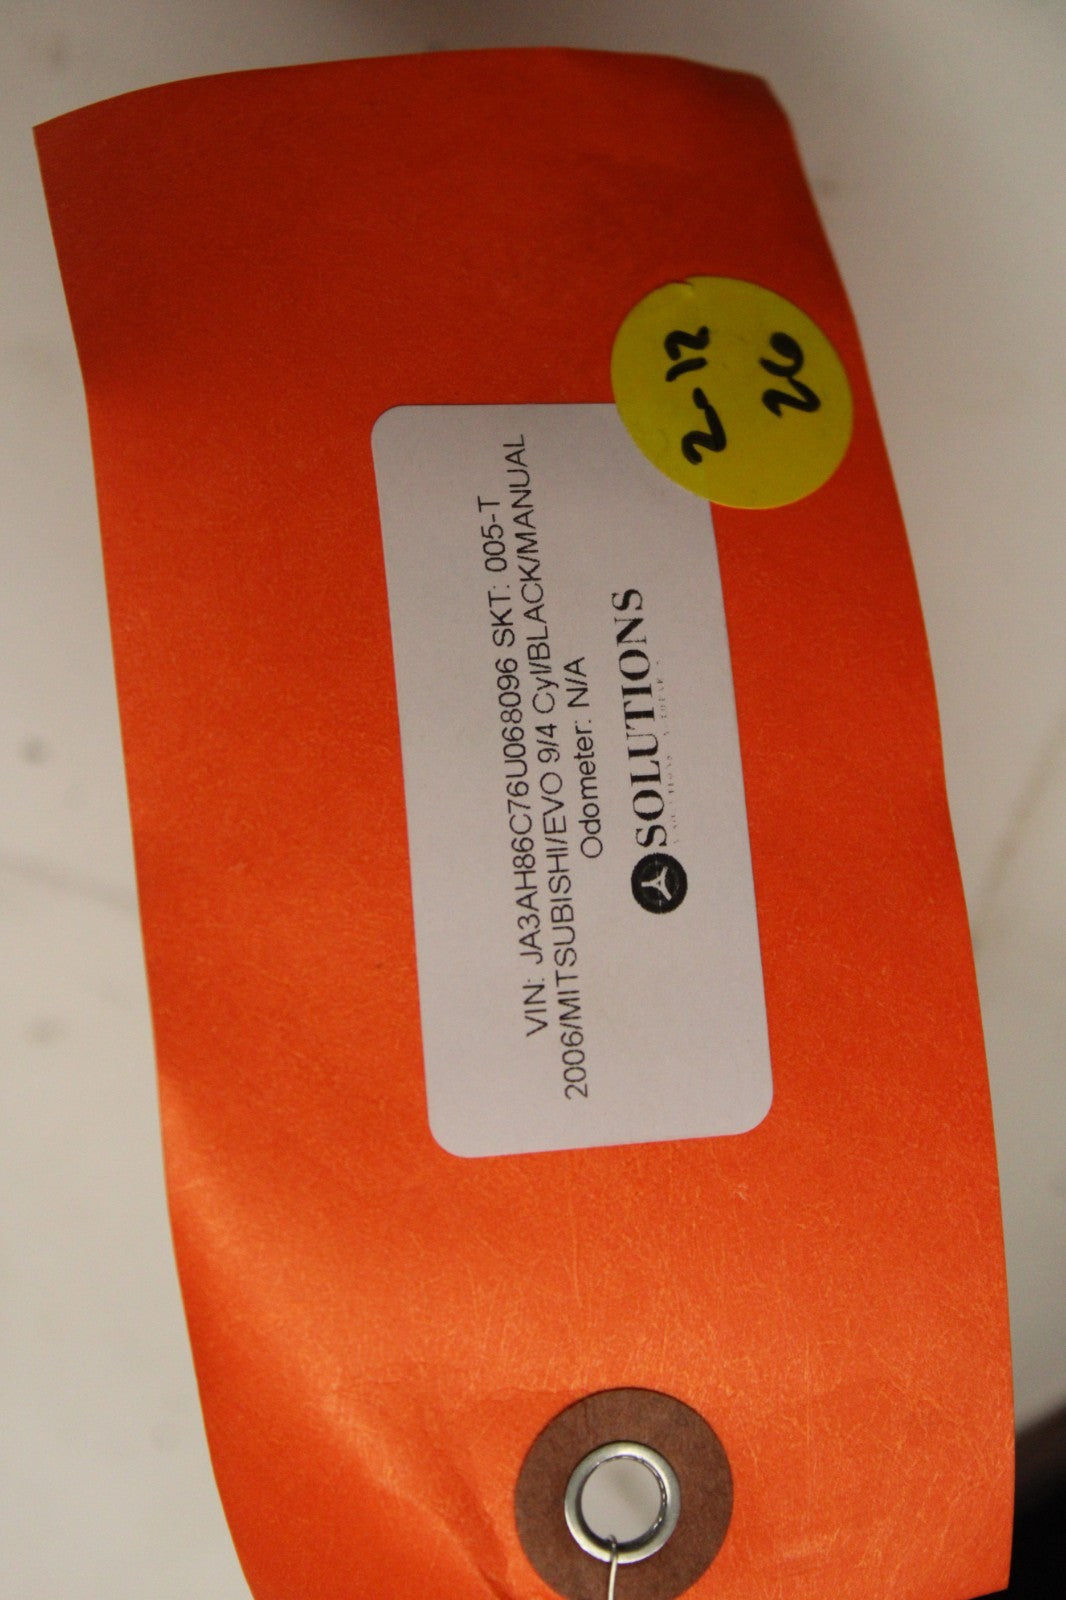 VIN: JA3AH86C76U068096 SKT: 005-T
2006/MITSUBISHI/EVO 9/4 Cyl/BLACK/MANUAL
Odometer: N/A
SOLUTIONS
2-12
26